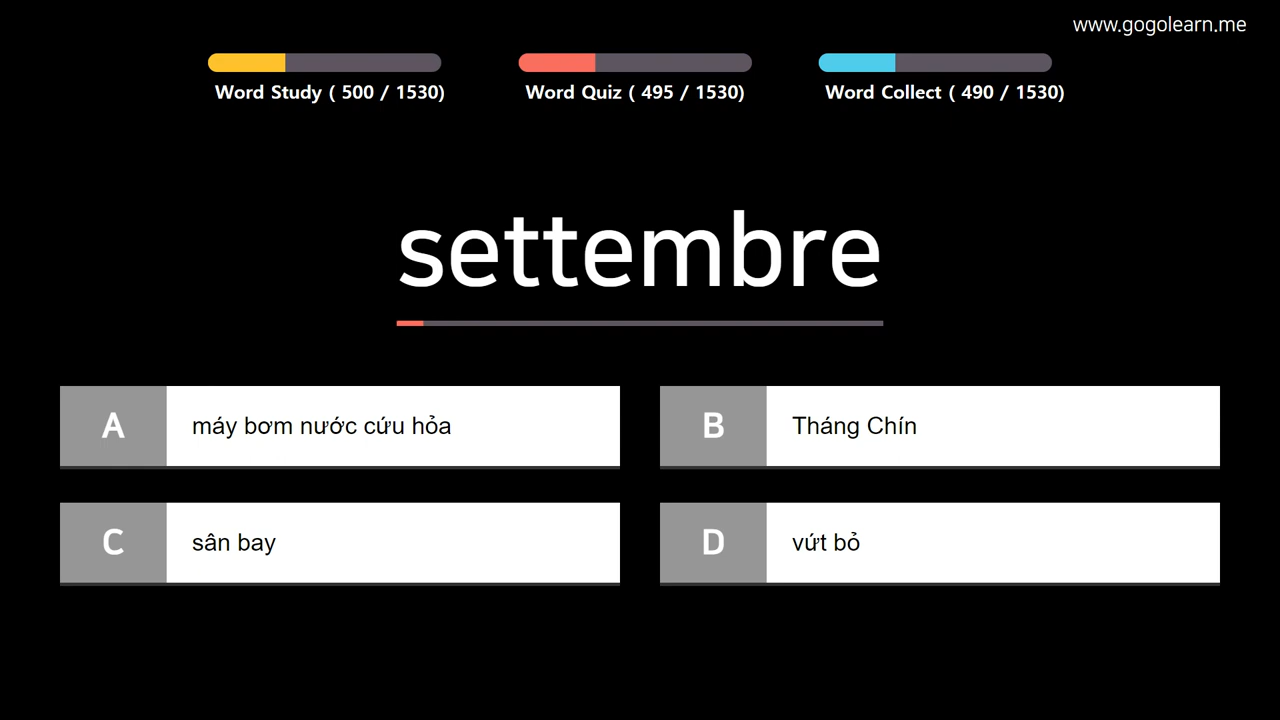 www.gogolearn.me
Word Study ( 500 / 1530)
Word Quiz ( 495 / 1530)
Word Collect ( 490 / 1530)
settembre
A
máy bơm nước cứu hỏa
B
Tháng Chín
C
sân bay
D
vứt bỏ